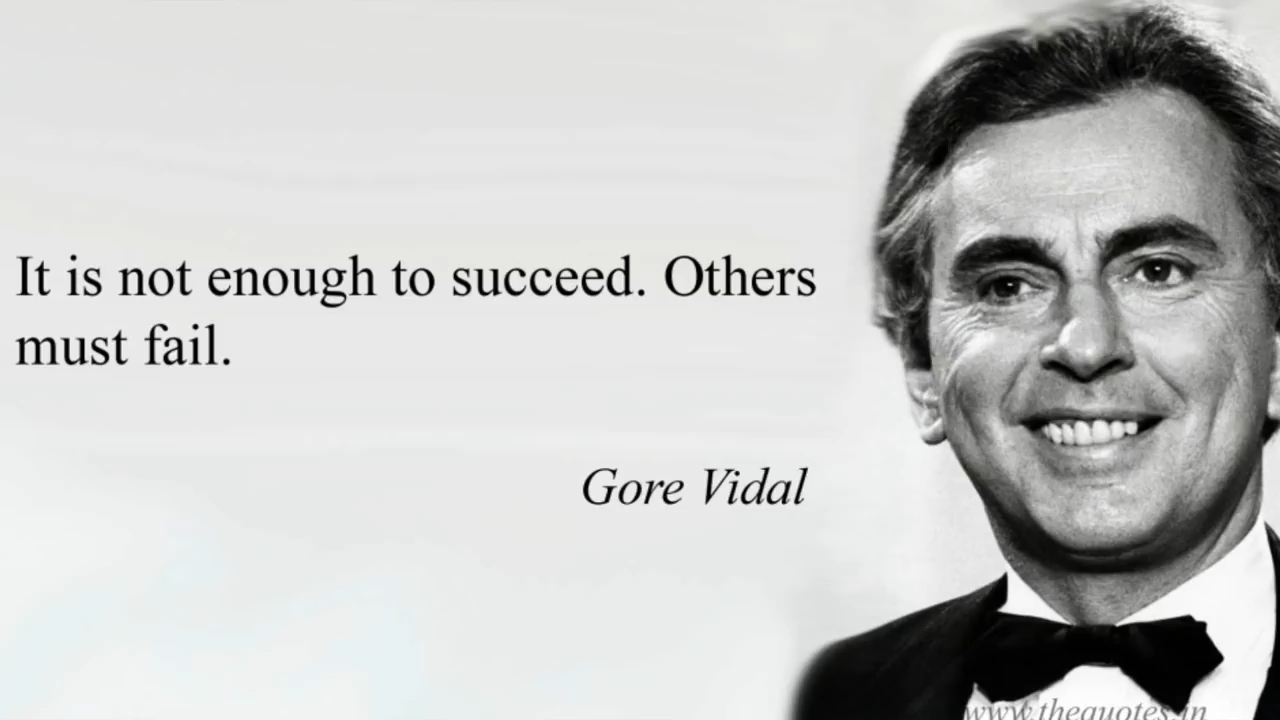 It is not enough to succeed. Others
must fail.
Gore Vidal
www.thequotes.in